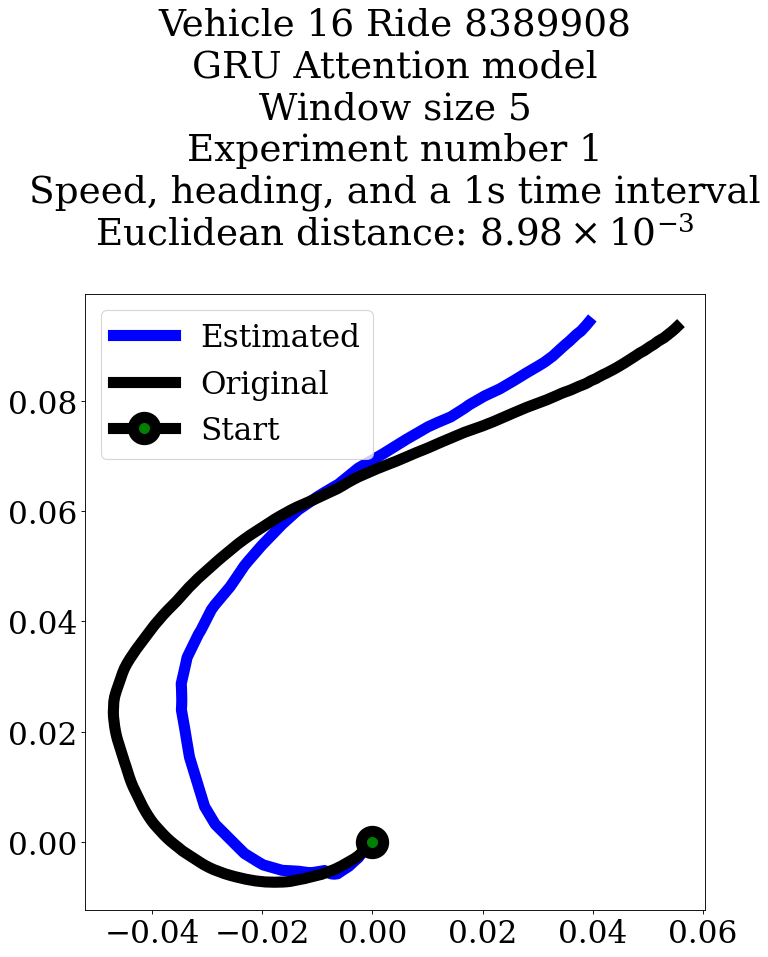 Vehicle 16 Ride 8389908
GRU Attention model
Window size 5
Experiment number 1
Speed, heading, and a 1s time interval
Euclidean distance: 8.98 × 10⁻³
Estimated
Original
Start
0.08
0.06
0.04
0.02
0.00
−0.04 −0.02 0.00 0.02 0.04 0.06